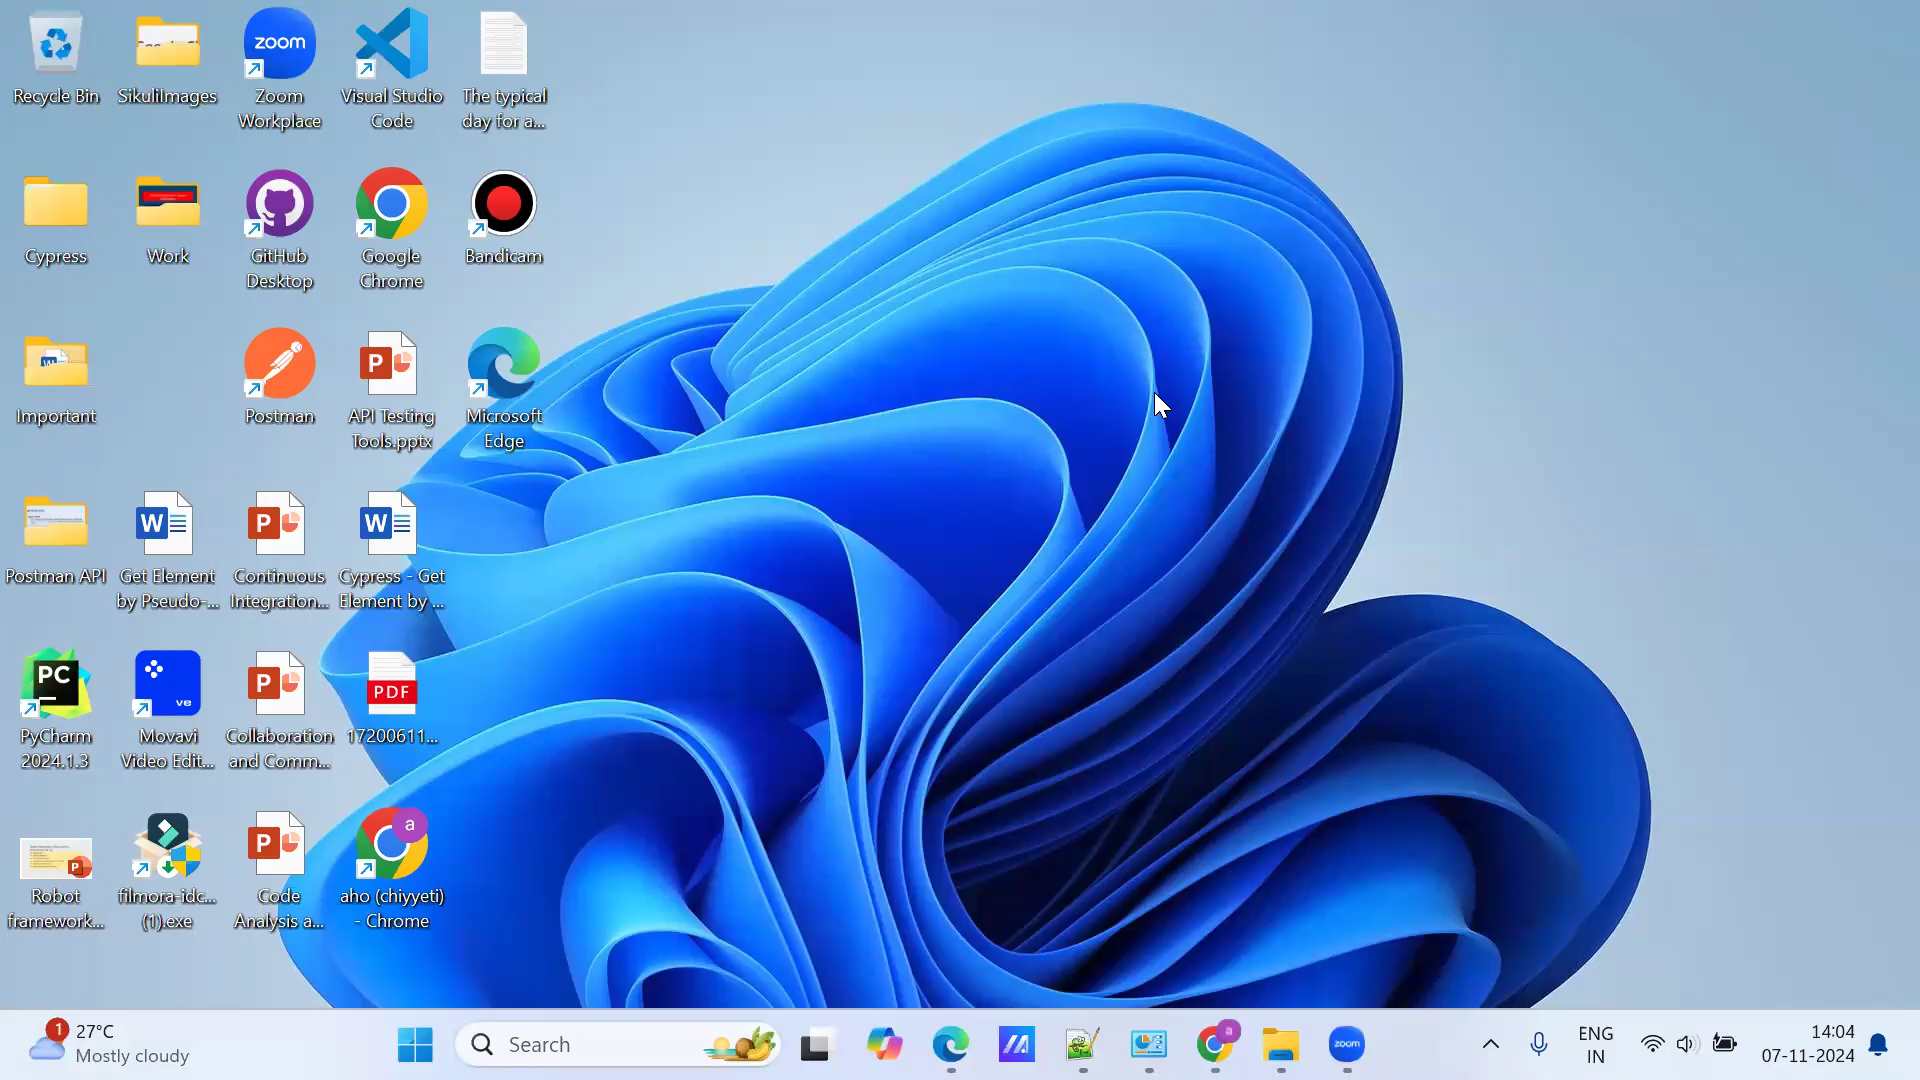 Recycle Bin
SikuliImages
zoom
Zoom
Workplace
Visual Studio
Code
The typical
day for a...
Cypress
Work
GitHub
Desktop
Google
Chrome
Bandicam
Important
Postman
P
API Testing
Tools.pptx
Microsoft
Edge
Postman API
W
Get Element
by Pseudo-...
P
Continuous
Integration...
W
Cypress - Get
Element by ...
PC
PyCharm
2024.1.3
ve
Movavi
Video Edit...
P
Collaboration
and Comm...
PDF
17200611...
P
Robot
framework...
filmora-idc...
(1).exe
P
Code
Analysis a...
a
aho (chiyyeti)
- Chrome
1
27°C
Mostly cloudy
Search
a
zoom
ENG
IN
14:04
07-11-2024